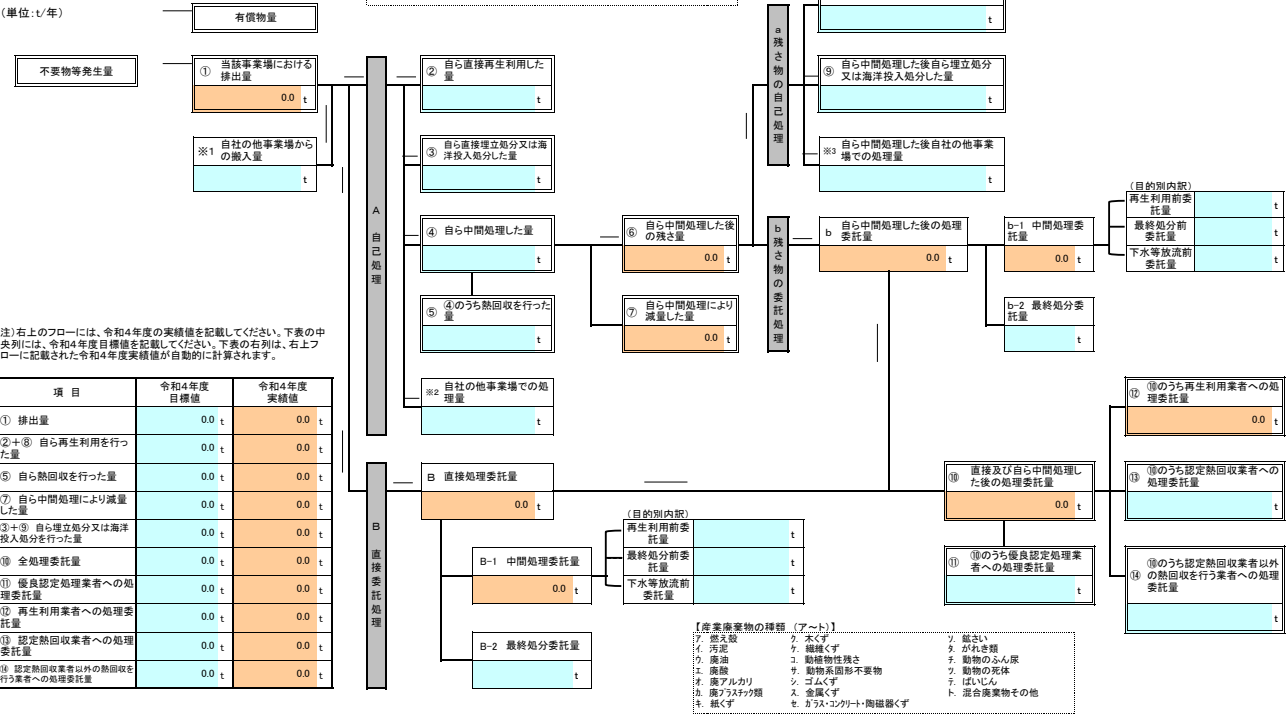 （単位:t/年）
有償物量
不要物等発生量
① 当該事業場における
排出量
0.0 t
※1 自社の他事業場から
の搬入量
t
A 自己処理
② 自ら直接再生利用した
量
t
③ 自ら直接埋立処分又は海
洋投入処分した量
t
④ 自ら中間処理した量
t
⑤ ④のうち熱回収を行った
量
t
※2 自社の他事業場での処
理量
t
⑥ 自ら中間処理した後
の残さ量
0.0 t
⑦ 自ら中間処理により
減量した量
0.0 t
a 残さ物の自己処理
t
⑨ 自ら中間処理した後自ら埋立処分
又は海洋投入処分した量
t
※3 自ら中間処理した後自社の他事業
場での処理量
t
b 残さ物の委託処理
b 自ら中間処理した後の処理
委託量
0.0 t
b-1 中間処理委
託量
0.0 t
(目的別内訳)
再生利用前委
託量
t
最終処分前
委託量
t
下水等放流前
委託量
t
b-2 最終処分委
託量
t
注）右上のフローには、令和４年度の実績値を記載してください。下表の中
央列には、令和４年度目標値を記載してください。下表の右列は、右上フ
ローに記載された令和４年度実績値が自動的に計算されます。
項 目 令和４年度
目標値 令和４年度
実績値
① 排出量 0.0 t 0.0 t
②＋⑧ 自ら再生利用を行っ
た量 0.0 t 0.0 t
⑤ 自ら熱回収を行った量 0.0 t 0.0 t
⑦ 自ら中間処理により減量
した量 0.0 t 0.0 t
③＋⑨ 自ら埋立処分又は海洋
投入処分を行った量 0.0 t 0.0 t
⑩ 全処理委託量 0.0 t 0.0 t
⑪ 優良認定処理業者への処
理委託量 0.0 t 0.0 t
⑫ 再生利用業者への処理委
託量 0.0 t 0.0 t
⑬ 認定熱回収業者への処理
委託量 0.0 t 0.0 t
⑭ 認定熱回収業者以外の熱回収を
行う業者への処理委託量 0.0 t 0.0 t
B 直接委託処理
B 直接処理委託量
0.0 t
B-1 中間処理委託量
0.0 t
(目的別内訳)
再生利用前委
託量
t
最終処分前委
託量
t
下水等放流前
委託量
t
B-2 最終処分委託量
t
⑩ 直接及び自ら中間処理し
た後の処理委託量
0.0 t
⑪ ⑩のうち優良認定処理業
者への処理委託量
t
⑫ ⑩のうち再生利用業者への処
理委託量
0.0 t
⑬ ⑩のうち認定熱回収業者への
処理委託量
t
⑭ ⑩のうち認定熱回収業者以外
の熱回収を行う業者への処理
委託量
t
【産業廃棄物の種類 （ア～ト）】
ア. 燃え殻
イ. 汚泥
ウ. 廃油
エ. 廃酸
オ. 廃アルカリ
カ. 廃プラスチック類
キ. 紙くず
ク. 木くず
ケ. 繊維くず
コ. 動植物性残さ
サ. 動物系固形不要物
シ. ゴムくず
ス. 金属くず
セ. ガラス・コンクリート・陶磁器くず
ソ. 鉱さい
タ. がれき類
チ. 動物のふん尿
ツ. 動物の死体
テ. ばいじん
ト. 混合廃棄物その他